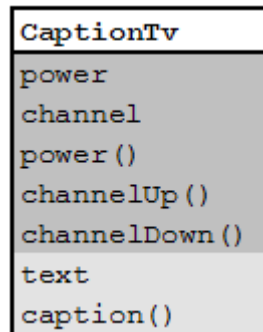 CaptionTv
power
channel
power()
channelUp()
channelDown()
text
caption()